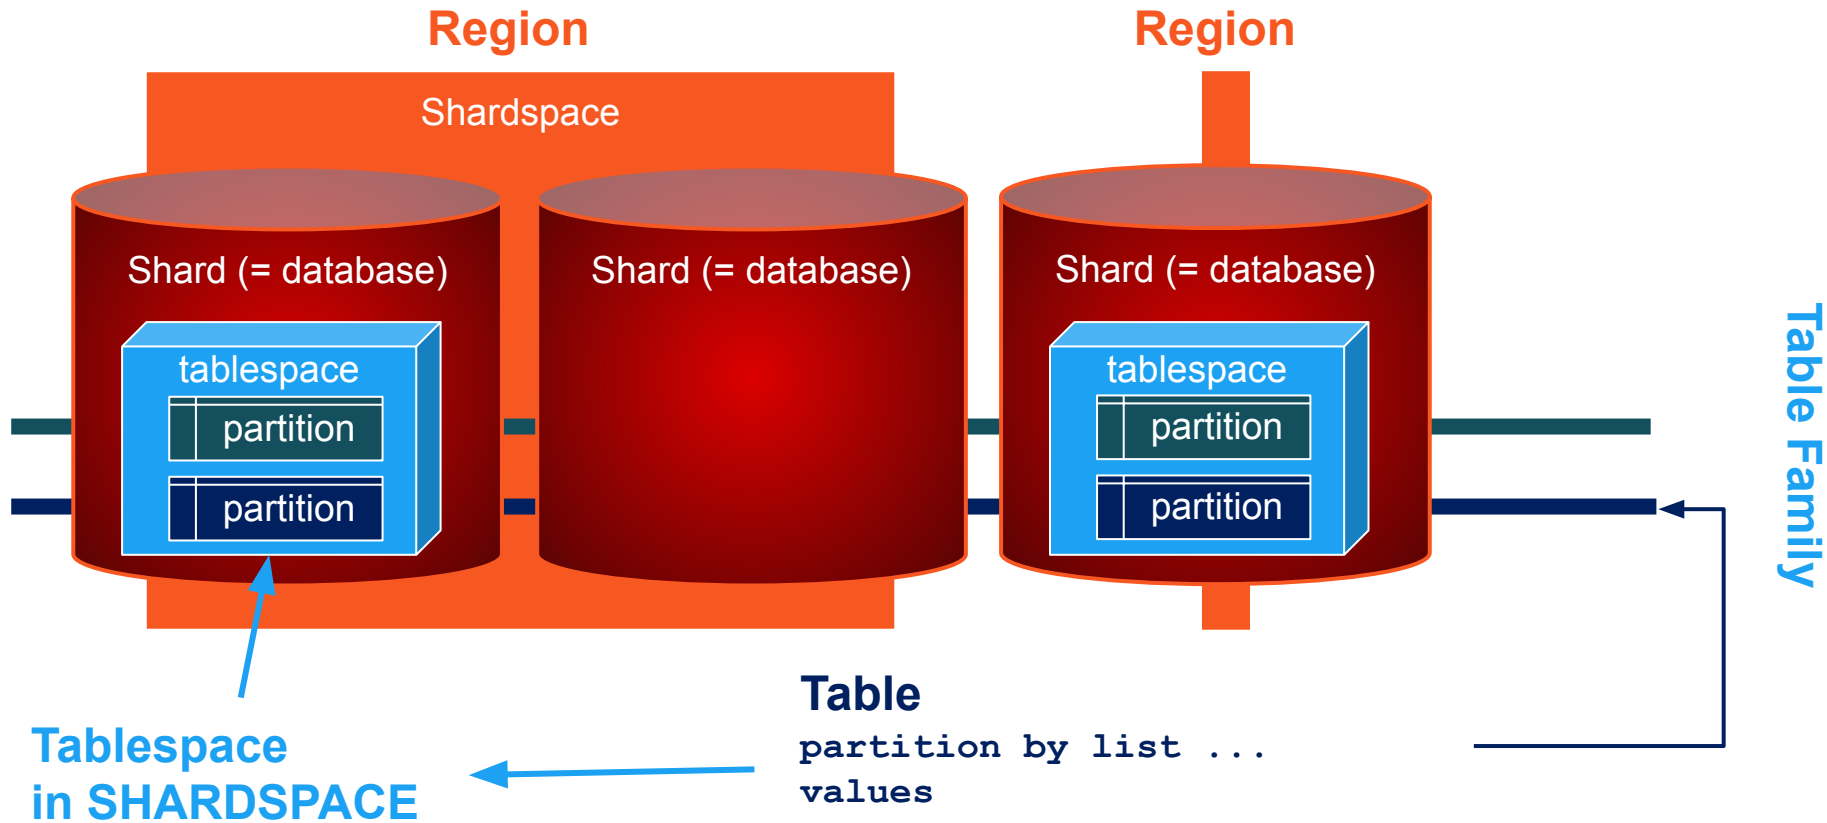 Region
Region
Shardspace
Shard (= database)
Shard (= database)
Shard (= database)
tablespace
partition
partition
tablespace
partition
partition
Table Family
Table
partition by list ...
values
Tablespace
in SHARDSPACE